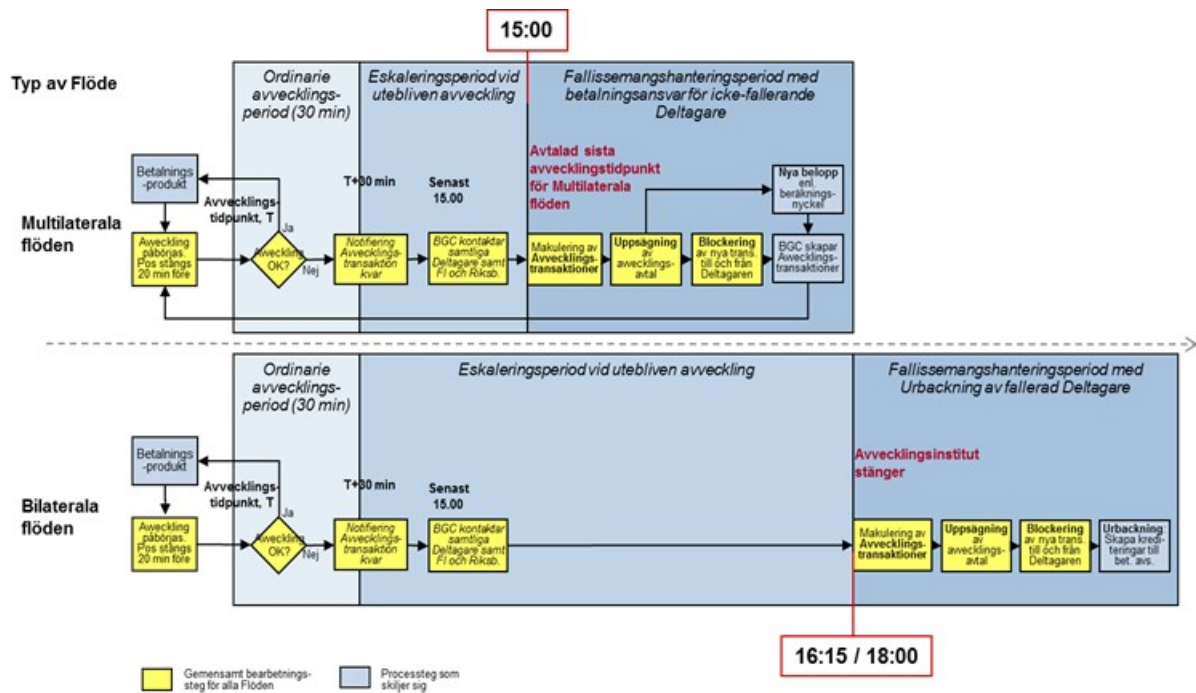 15:00
Typ av Flöde
Ordinarie
avvecklings-
period (30 min)
Eskaleringsperiod vid
utebliven avveckling
Fallissemangshanteringsperiod med
betalningsansvar för icke-fallerande
Deltagare
Multilaterala
flöden
Betalnings
-produkt
Avveckling
påbörjas.
Pos stängs
20 min före
Avvecklings-
tidpunkt, T
Ja
Avveckling
OK?
Nej
T+30 min
Notifiering
Avvecklings-
transaktion
kvar
Senast
15.00
BGC kontaktar
samtliga
Deltagare samt
FI och Riksb.
Avtalad sista
avvecklingstidpunkt
för Multilaterala
flöden
Makulering av
Avvecklings-
transaktioner
Uppsägning
av
avvecklings-
avtal
Blockering
av nya trans.
till och från
Deltagaren
Nya belopp
enl.
beräknings-
nyckel
BGC skapar
Avvecklings-
transaktioner
Ordinarie
avvecklings-
period (30 min)
Eskaleringsperiod vid utebliven avveckling
Fallissemangshanteringsperiod med
Urbackning av fallerad Deltagare
Bilaterala
flöden
Betalnings
-produkt
Avveckling
påbörjas.
Pos stängs
20 min före
Avvecklings-
tidpunkt, T
Ja
Avveckling
OK?
Nej
T+30 min
Notifiering
Avvecklings-
transaktion
kvar
Senast
15.00
BGC kontaktar
samtliga
Deltagare samt
FI och Riksb.
Avvecklingsinstitut
stänger
Makulering av
Avvecklings-
transaktioner
Uppsägning
av
avvecklings-
avtal
Blockering
av nya trans.
till och från
Deltagaren
Urbackning:
Skapa kredi-
teringar till
bet. avs.
16:15 / 18:00
Gemensamt bearbetnings-
steg för alla Flöden
Processteg som
skiljer sig